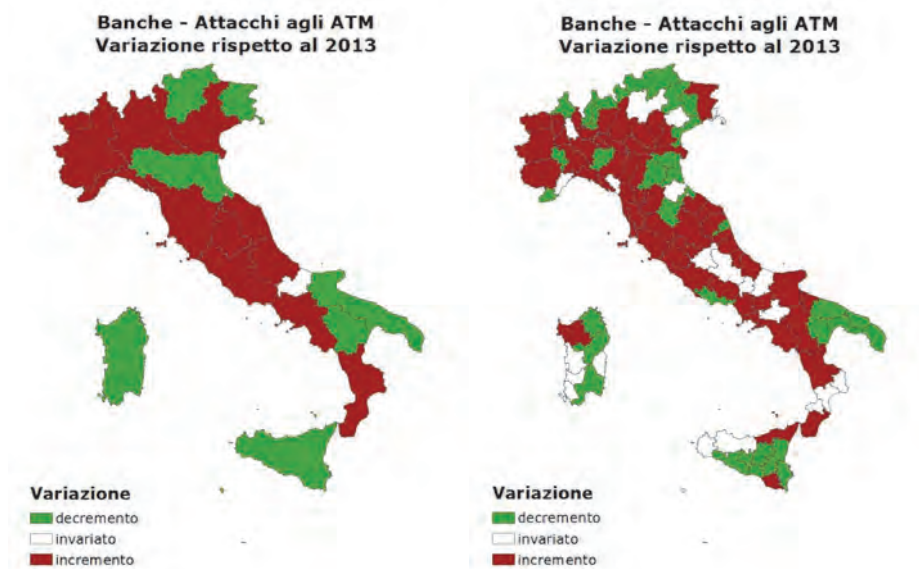 Banche - Attacchi agli ATM
Variazione rispetto al 2013
Variazione
decremento
invariato
incremento
Banche - Attacchi agli ATM
Variazione rispetto al 2013
Variazione
decremento
invariato
incremento